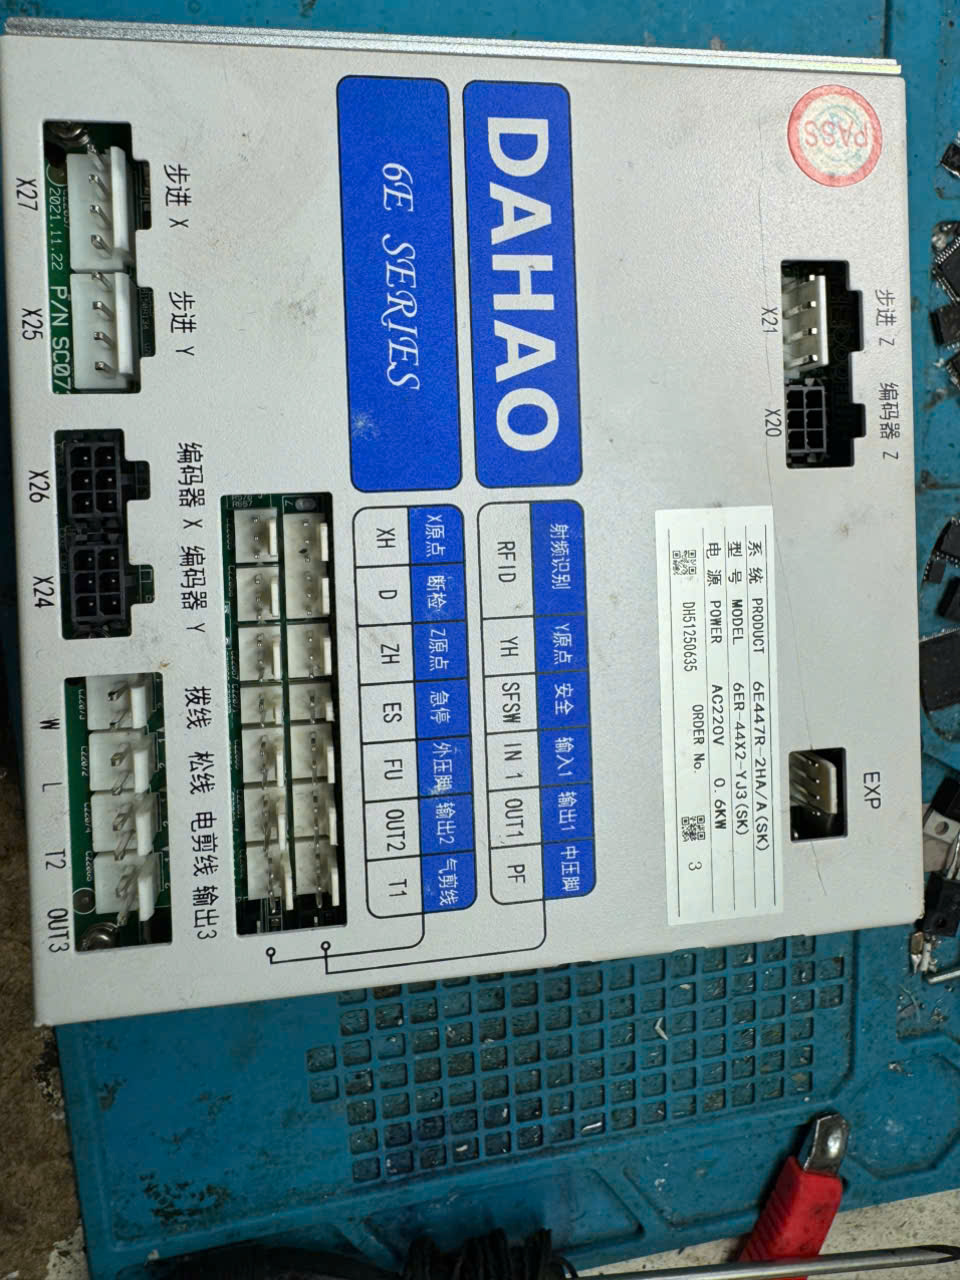 PASS
步进 Z
编码器 Z
X21
X20
EXP
系 统 PRODUCT 6E447R-2HA/A(SK)
型 号 MODEL 6ER-44X2-YJ3(SK)
电 源 POWER AC220V 0.6KW
ORDER No. 3
DH51250635
DAHAO
6E SERIES
射频识别 Y原点 安全 输入1 输出1 中压脚
RFID YH SFSW IN 1 OUT1 PF
X原点 断检 Z原点 急停 外压脚 输出2 气剪线
XH D ZH ES FU OUT2 T1
步进 X
步进 Y
编码器 X
编码器 Y
拨线
松线
电剪线
输出3
2021.11.22 P/N SC07
X27
X25
X26
X24
W
L
T2
OUT3